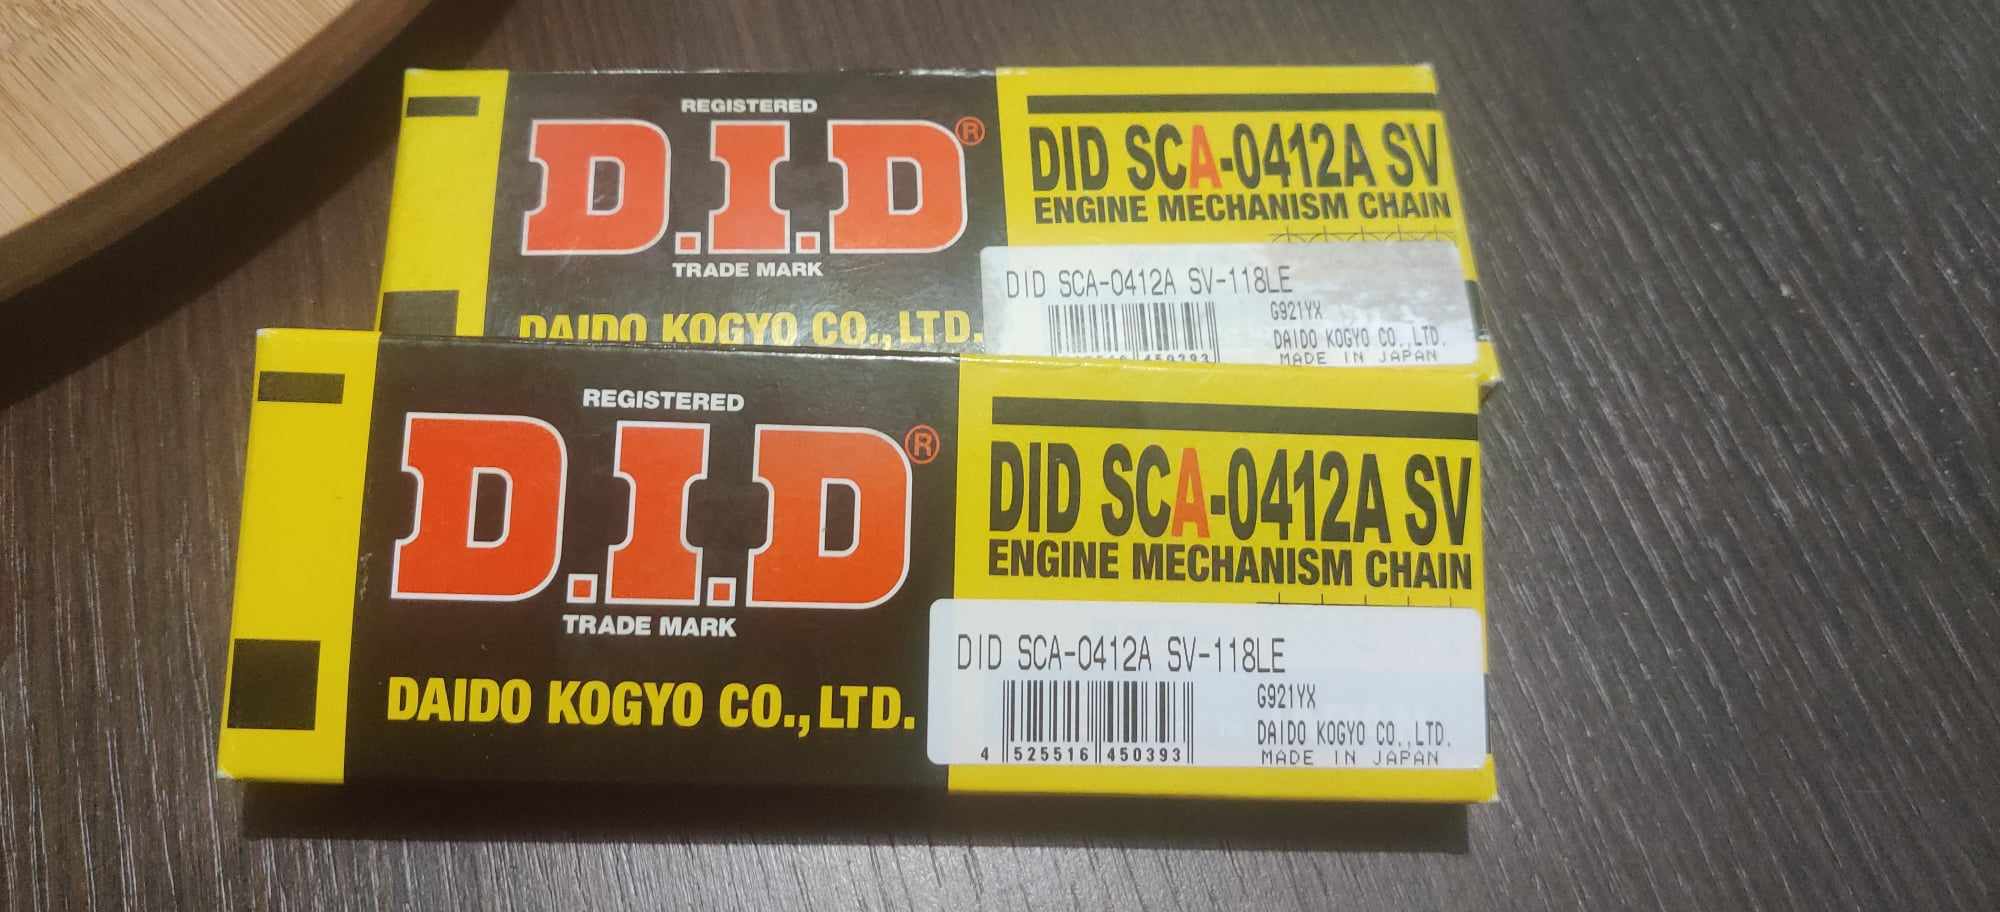 REGISTERED
D.I.D®
TRADE MARK
DAIDO KOGYO CO., LTD.
DID SCA-0412A SV
ENGINE MECHANISM CHAIN
DID SCA-0412A SV-118LE
G921YX
DAIDO KOGYO CO.,LTD.
MADE IN JAPAN
REGISTERED
D.I.D®
TRADE MARK
DAIDO KOGYO CO., LTD.
DID SCA-0412A SV
ENGINE MECHANISM CHAIN
DID SCA-0412A SV-118LE
4 525516 450393
G921YX
DAIDO KOGYO CO.,LTD.
MADE IN JAPAN